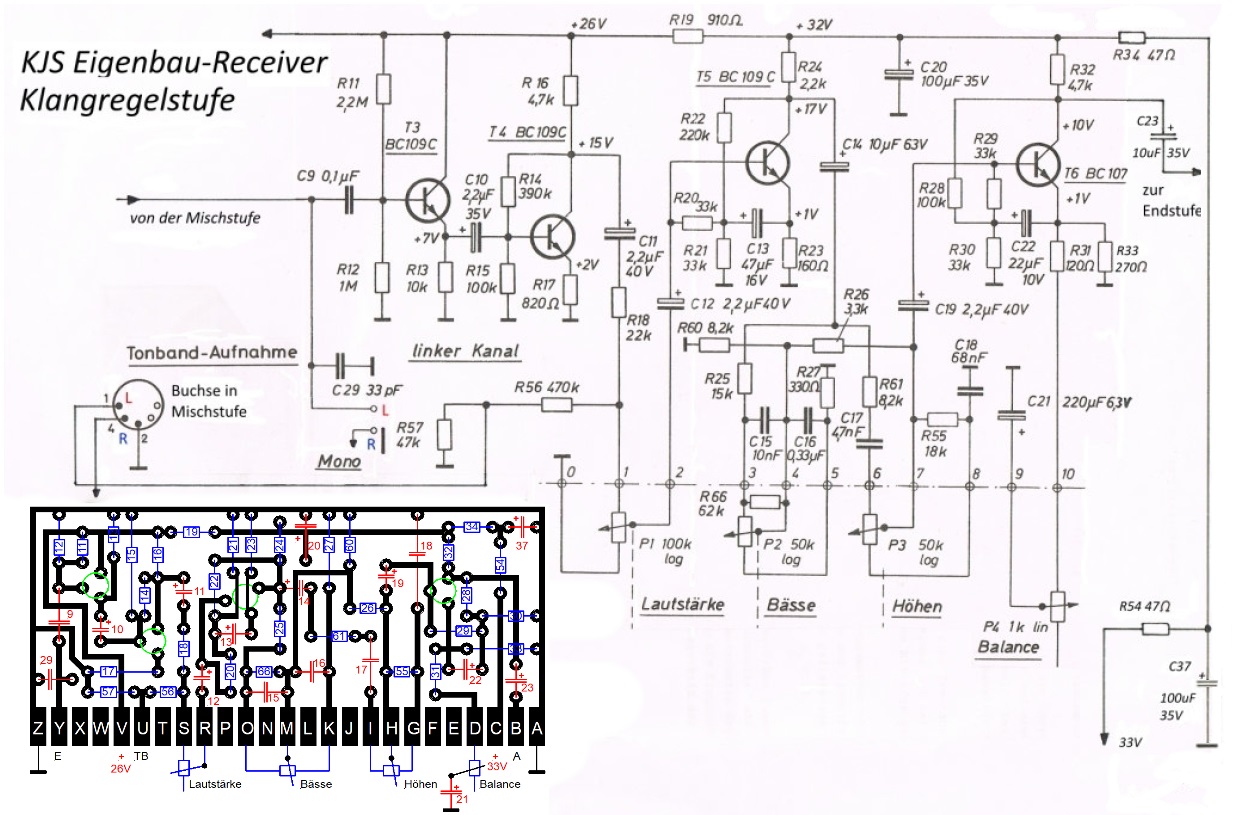 KJS Eigenbau-Receiver
Klangregelstufe
+26V
R19 910Ω
+ 32V
R34 47Ω
R11
2,2M
T3
BC109C
R 16
4,7k
T4 BC109C
+ 15V
C9 0,1µF
von der Mischstufe
C10
2,2µF
35V
R14
390k
+7V
+2V
R12
1M
R13
10k
R15
100k
R17
820Ω
C11
2,2µF
40V
R18
22k
T5 BC 109 C
R24
2,2k
+17V
R22
220k
C14 10µF 63V
C 20
100µF 35V
R20
33k
+1V
R21
33k
C13
47µF
16V
R23
160Ω
C12 2,2µF40V
R32
4,7k
C23
10uF 35V
+10V
R29
33k
T6 BC 107
R28
100k
+1V
zur
Endstufe
R30
33k
C22
22µF
10V
R31
120Ω
R33
270Ω
R26
3,3k
C19 2,2µF40V
R60 8,2k
R25
15k
R27
330Ω
R61
8,2k
C18
68nF
C17
47nF
C15
10nF
C16
0,33µF
R55
18k
C21
220µF 6,3V
Tonband-Aufnahme
linker Kanal
Buchse in
Mischstufe
1
L
4
R
2
C29 33pF
L
R
Mono
R56 470k
R57
47k
0 1 2 3 4 5 6 7 8 9 10
R66
62k
P1 100k
log
P2 50k
log
P3 50k
log
P4 1k lin
Balance
Lautstärke
Bässe
Höhen
R54 47Ω
C37
100uF
35V
33V
12
11
15
16
19
21
23
24
20
27
60
18
34
37
32
54
22
14
11
14
19
28
9
10
13
25
26
61
29
30
33
29
17
18
20
12
66
16
15
17
55
31
22
23
57
56
Z Y X W V U T S R P O N M L K J I H G F E D C B A
E
+
26V
TB
+
33V
A
Lautstärke
Bässe
Höhen
Balance
21